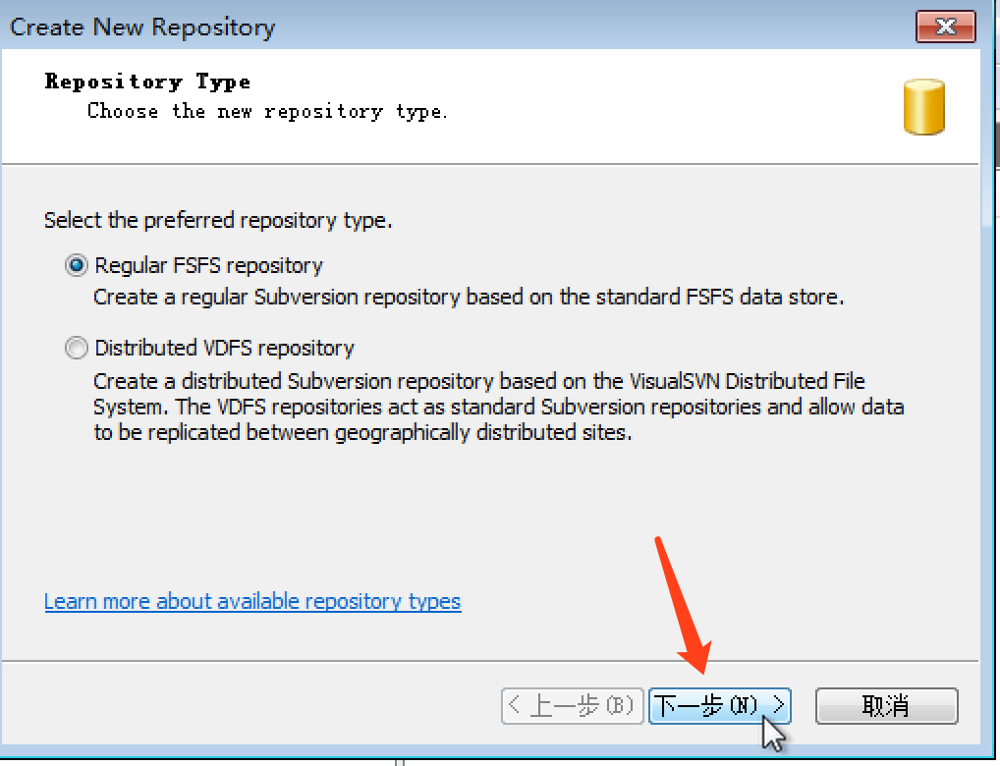 Create New Repository
Repository Type
Choose the new repository type.
Select the preferred repository type.
Regular FSFS repository
Create a regular Subversion repository based on the standard FSFS data store.
Distributed VDFS repository
Create a distributed Subversion repository based on the VisualSVN Distributed File
System. The VDFS repositories act as standard Subversion repositories and allow data
to be replicated between geographically distributed sites.
Learn more about available repository types
< 上一步(B) 下一步(N) > 取消